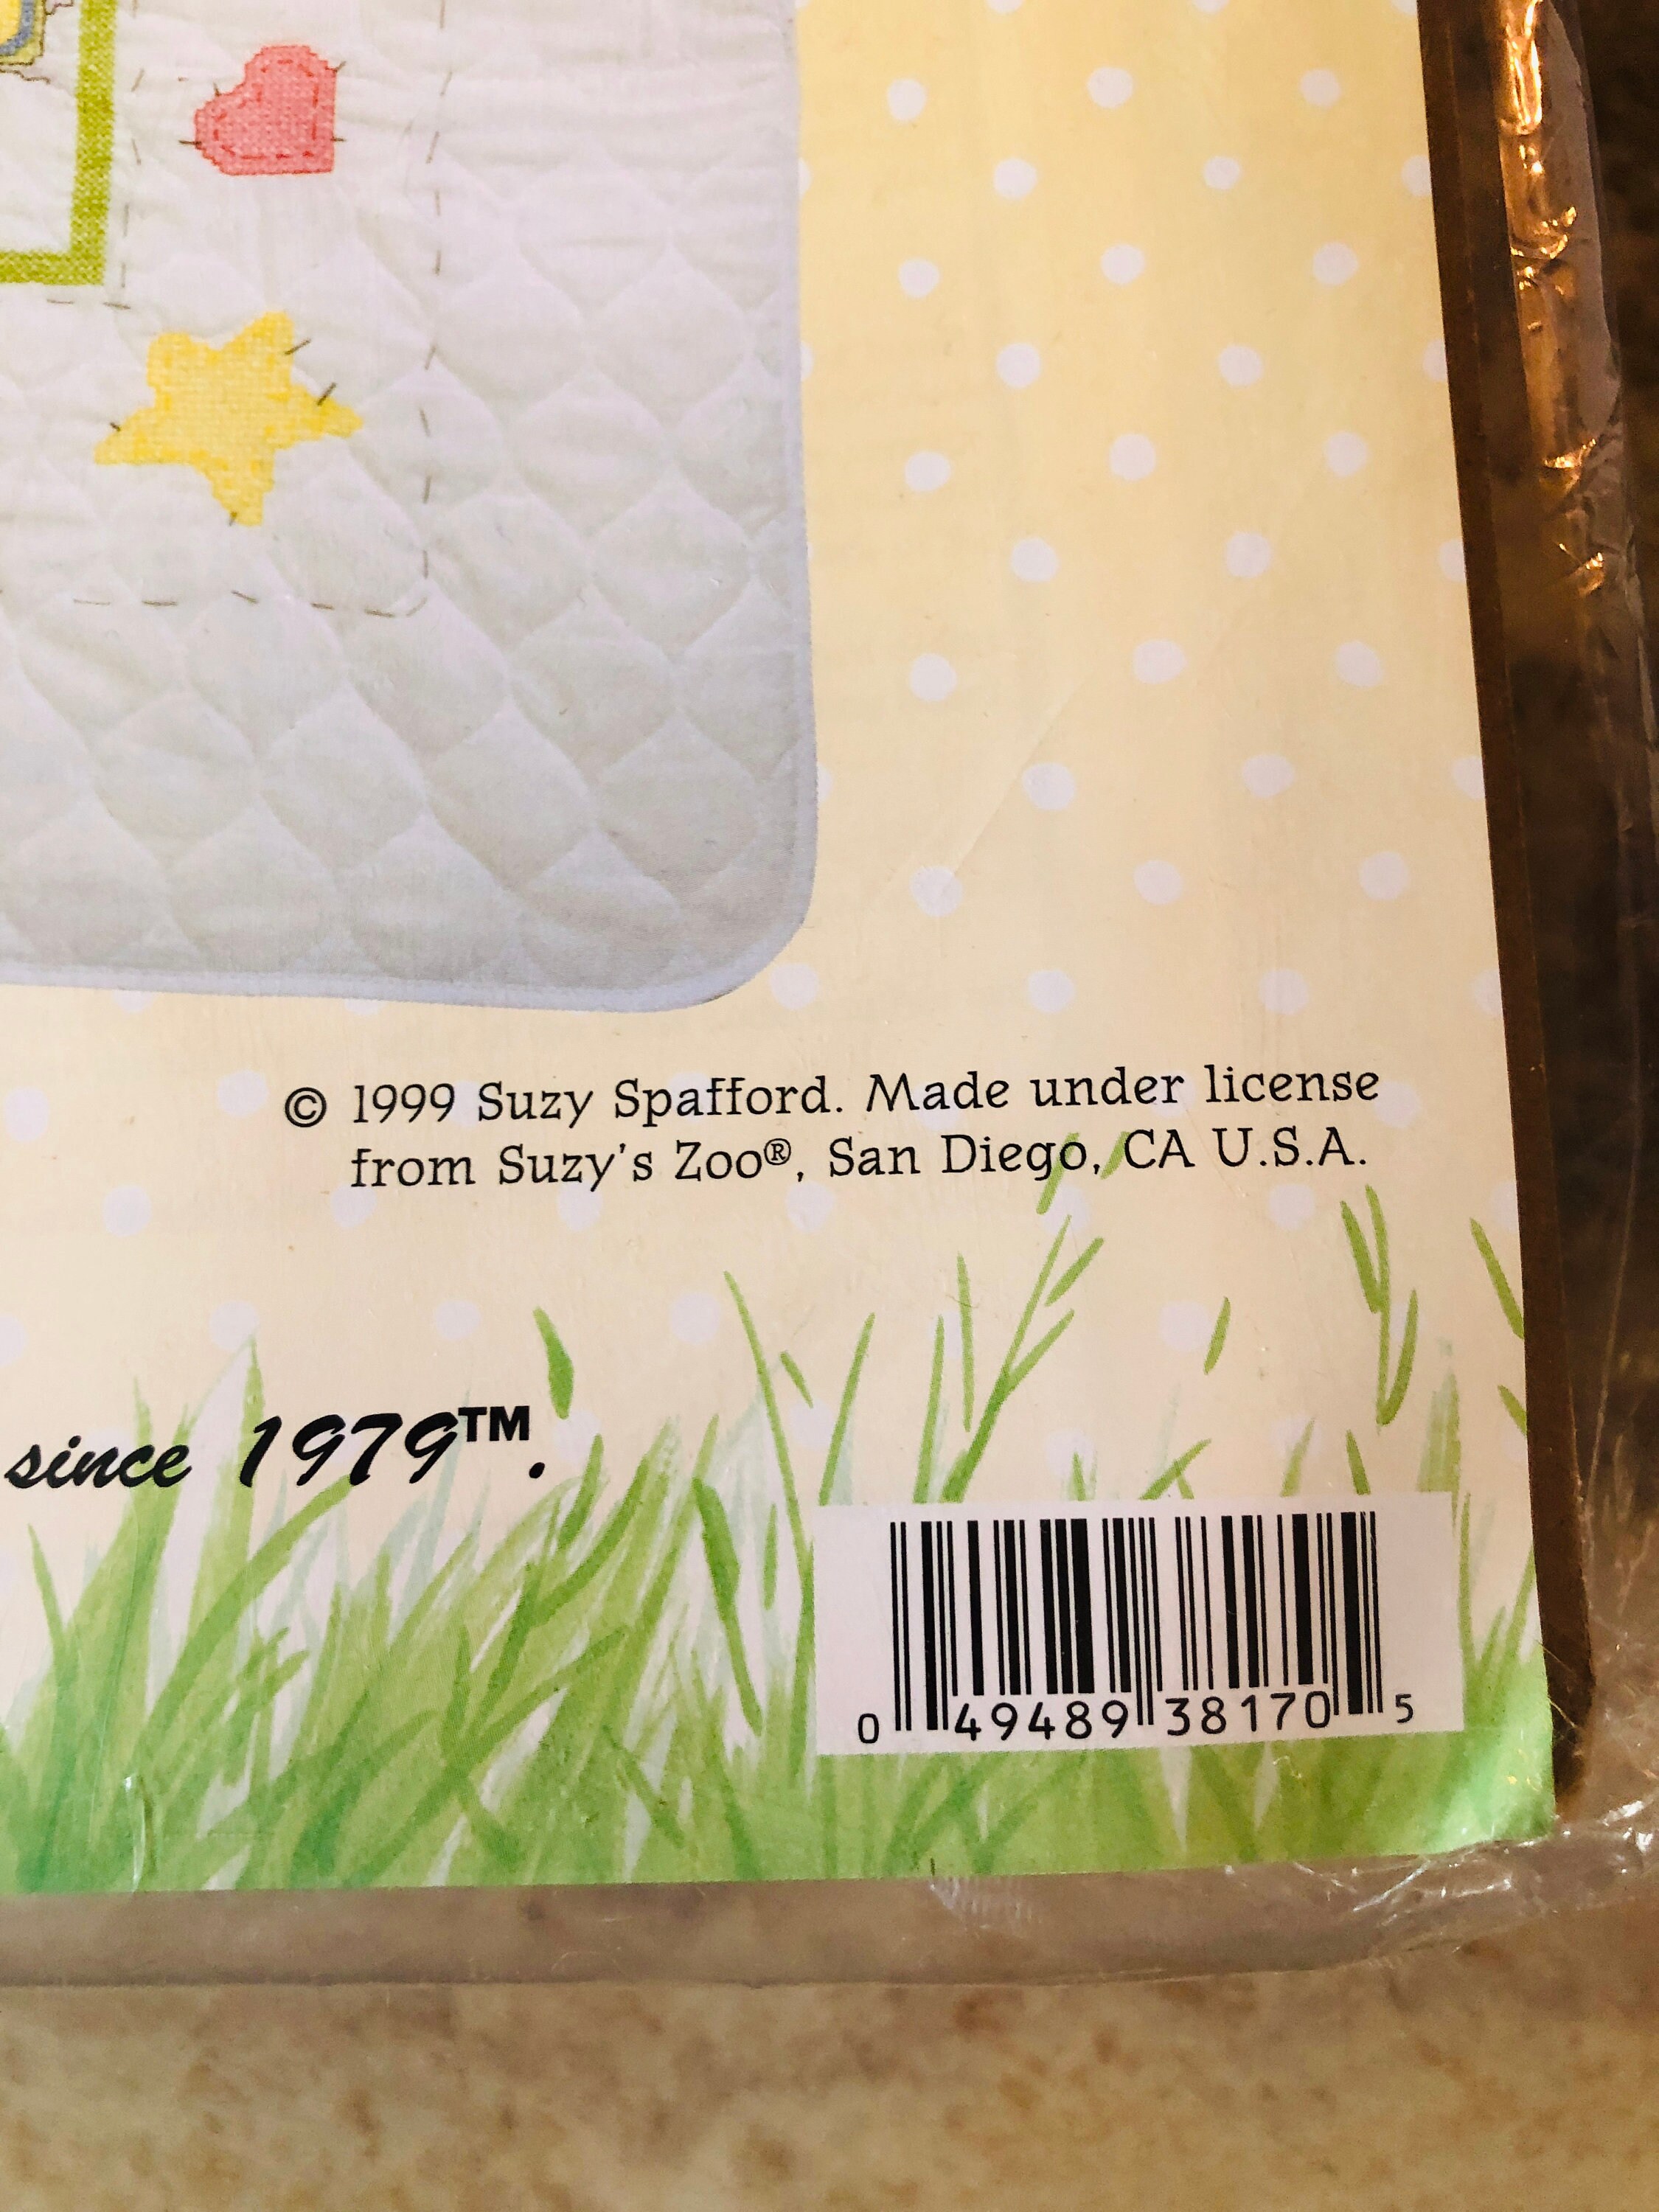 © 1999 Suzy Spafford. Made under license
from Suzy's Zoo®, San Diego, CA U.S.A.
since 1979™.
0 49489 38170 5